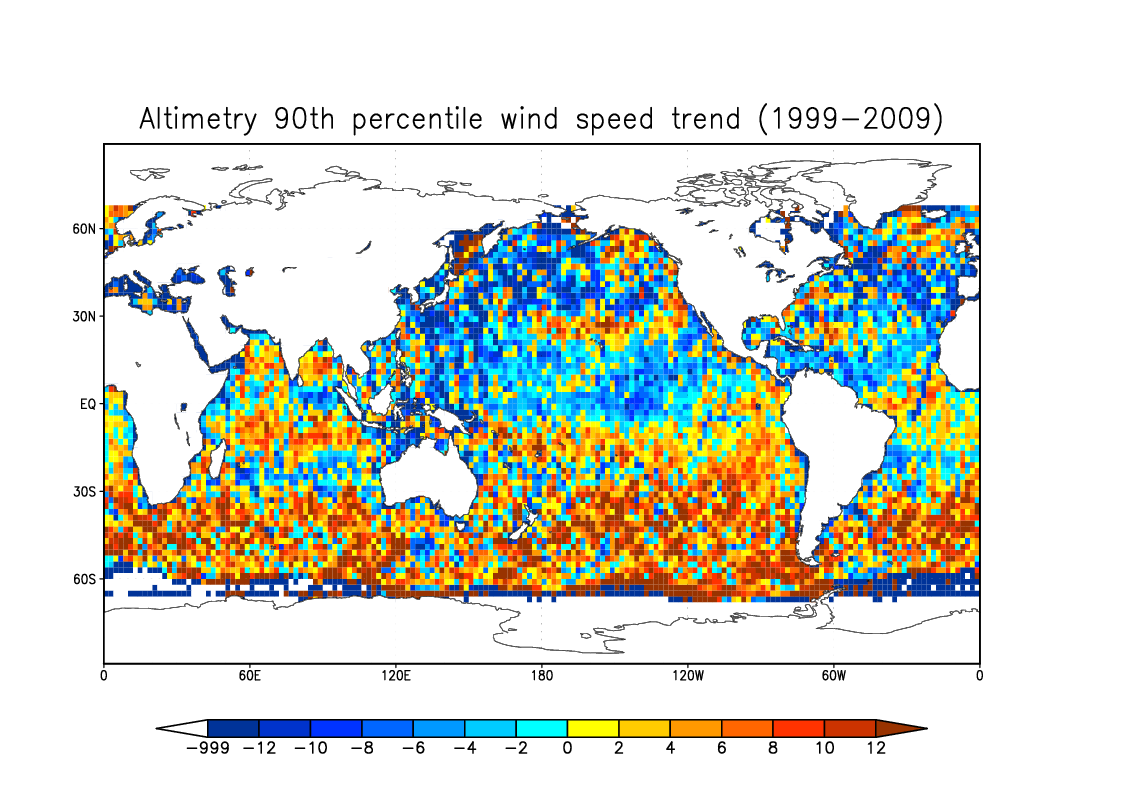 Altimetry 90th percentile wind speed trend (1999−2009)
60N
30N
EQ
30S
60S
0 60E 120E 180 120W 60W 0
−999 −12 −10 −8 −6 −4 −2 0 2 4 6 8 10 12